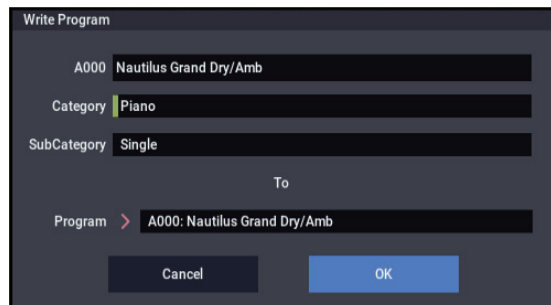 Write Program
A000 Nautilus Grand Dry/Amb
Category Piano
SubCategory Single
To
Program > A000: Nautilus Grand Dry/Amb
Cancel OK